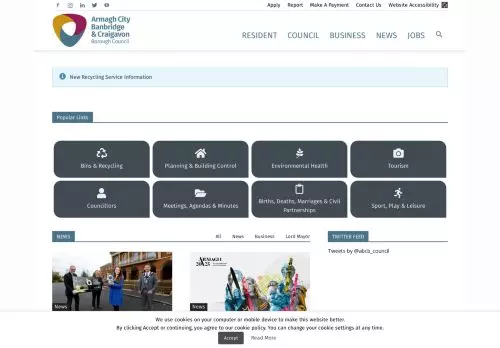 Apply Report Make A Payment Contact Us Website Accessibility
Armagh City
Banbridge
& Craigavon
Borough Council
RESIDENT COUNCIL BUSINESS NEWS JOBS
New Recycling Service Information
Popular Links
Bins & Recycling Planning & Building Control Environmental Health Tourism
Councillors Meetings, Agendas & Minutes Births, Deaths, Marriages & Civil
Partnerships Sport, Play & Leisure
NEWS All News Business Lord Mayor TWITTER FEED
Tweets by @abcb_council
ARMAGH
News News
We use cookies on your computer or mobile device to make this website better.
By clicking Accept or continuing, you agree to our cookie policy. You can change your cookie settings at any time.
Accept Read More